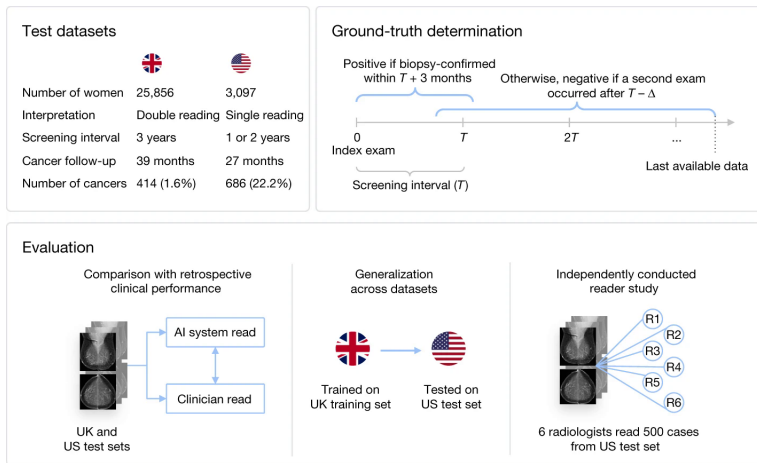 Test datasets
Number of women 25,856 3,097
Interpretation Double reading Single reading
Screening interval 3 years 1 or 2 years
Cancer follow-up 39 months 27 months
Number of cancers 414 (1.6%) 686 (22.2%)
Ground-truth determination
Positive if biopsy-confirmed
within T + 3 months
Otherwise, negative if a second exam
occurred after T – Δ
0 T 2T ...
Index exam
Last available data
Screening interval (T)
Evaluation
Comparison with retrospective
clinical performance
AI system read
Clinician read
UK and
US test sets
Generalization
across datasets
Trained on
UK training set
Tested on
US test set
Independently conducted
reader study
R1
R2
R3
R4
R5
R6
6 radiologists read 500 cases
from US test set